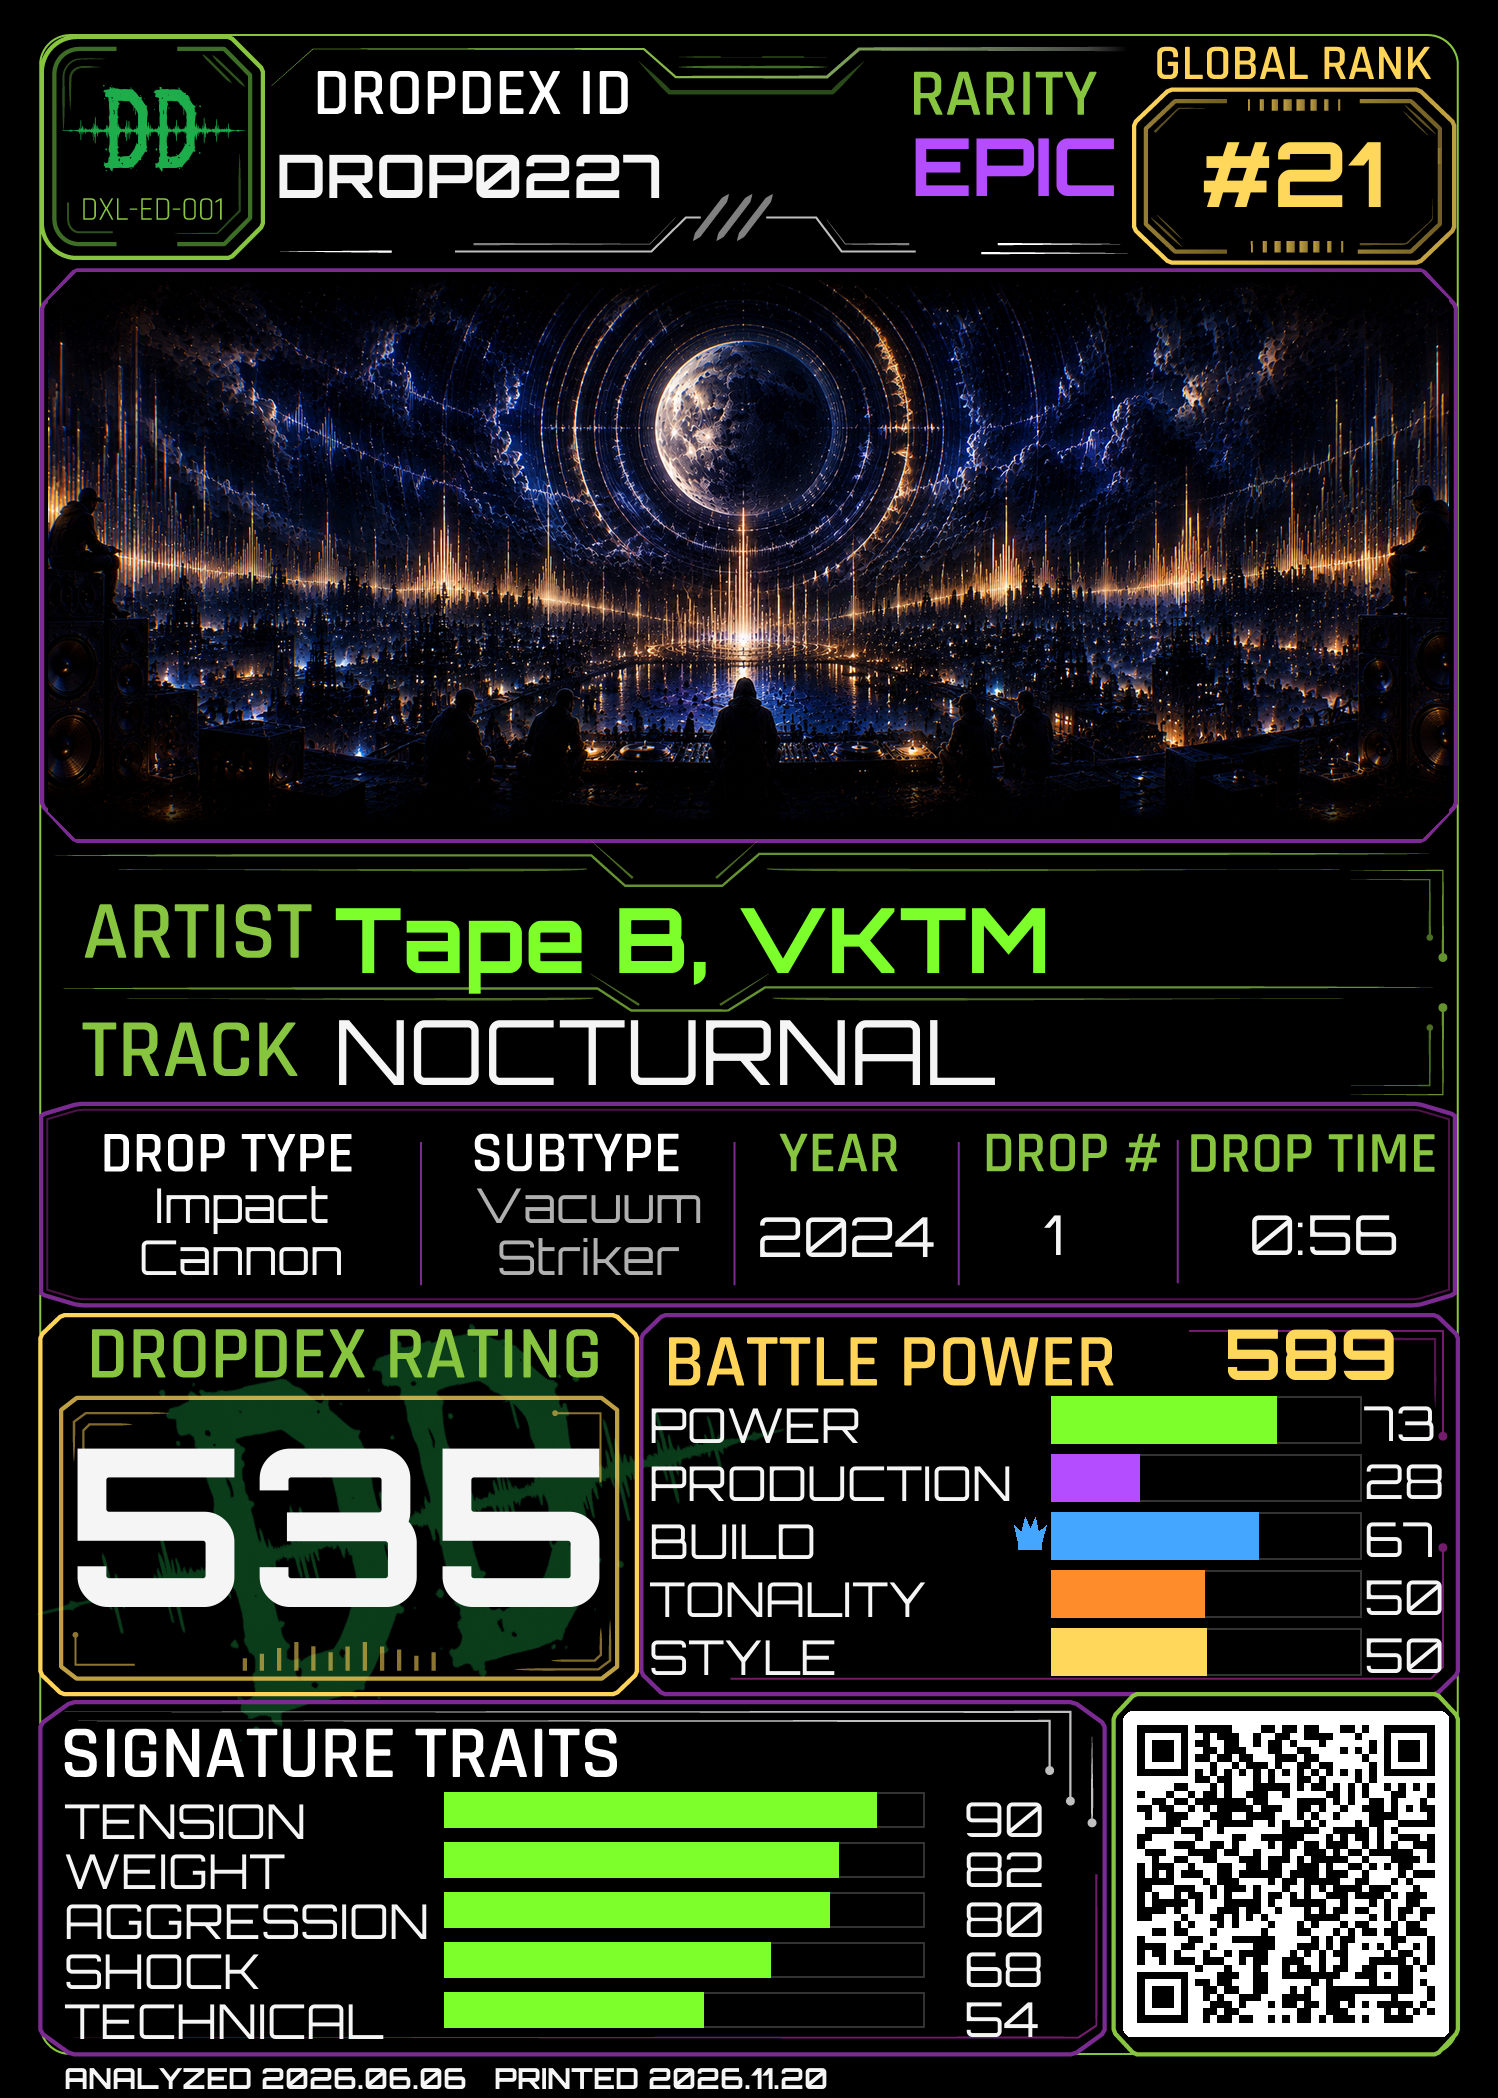 DD
DXL-ED-001
DROPDEX ID
DROP0227
RARITY
EPIC
GLOBAL RANK
#21
ARTIST Tape B, VKTM
TRACK NOCTURNAL
DROP TYPE
Impact
Cannon
SUBTYPE
Vacuum
Striker
YEAR
2024
DROP #
1
DROP TIME
0:56
DROPDEX RATING
535
BATTLE POWER 589
POWER 73
PRODUCTION 28
BUILD 67
TONALITY 50
STYLE 50
SIGNATURE TRAITS
TENSION 90
WEIGHT 82
AGGRESSION 80
SHOCK 68
TECHNICAL 54
ANALYZED 2026.06.06 PRINTED 2026.11.20